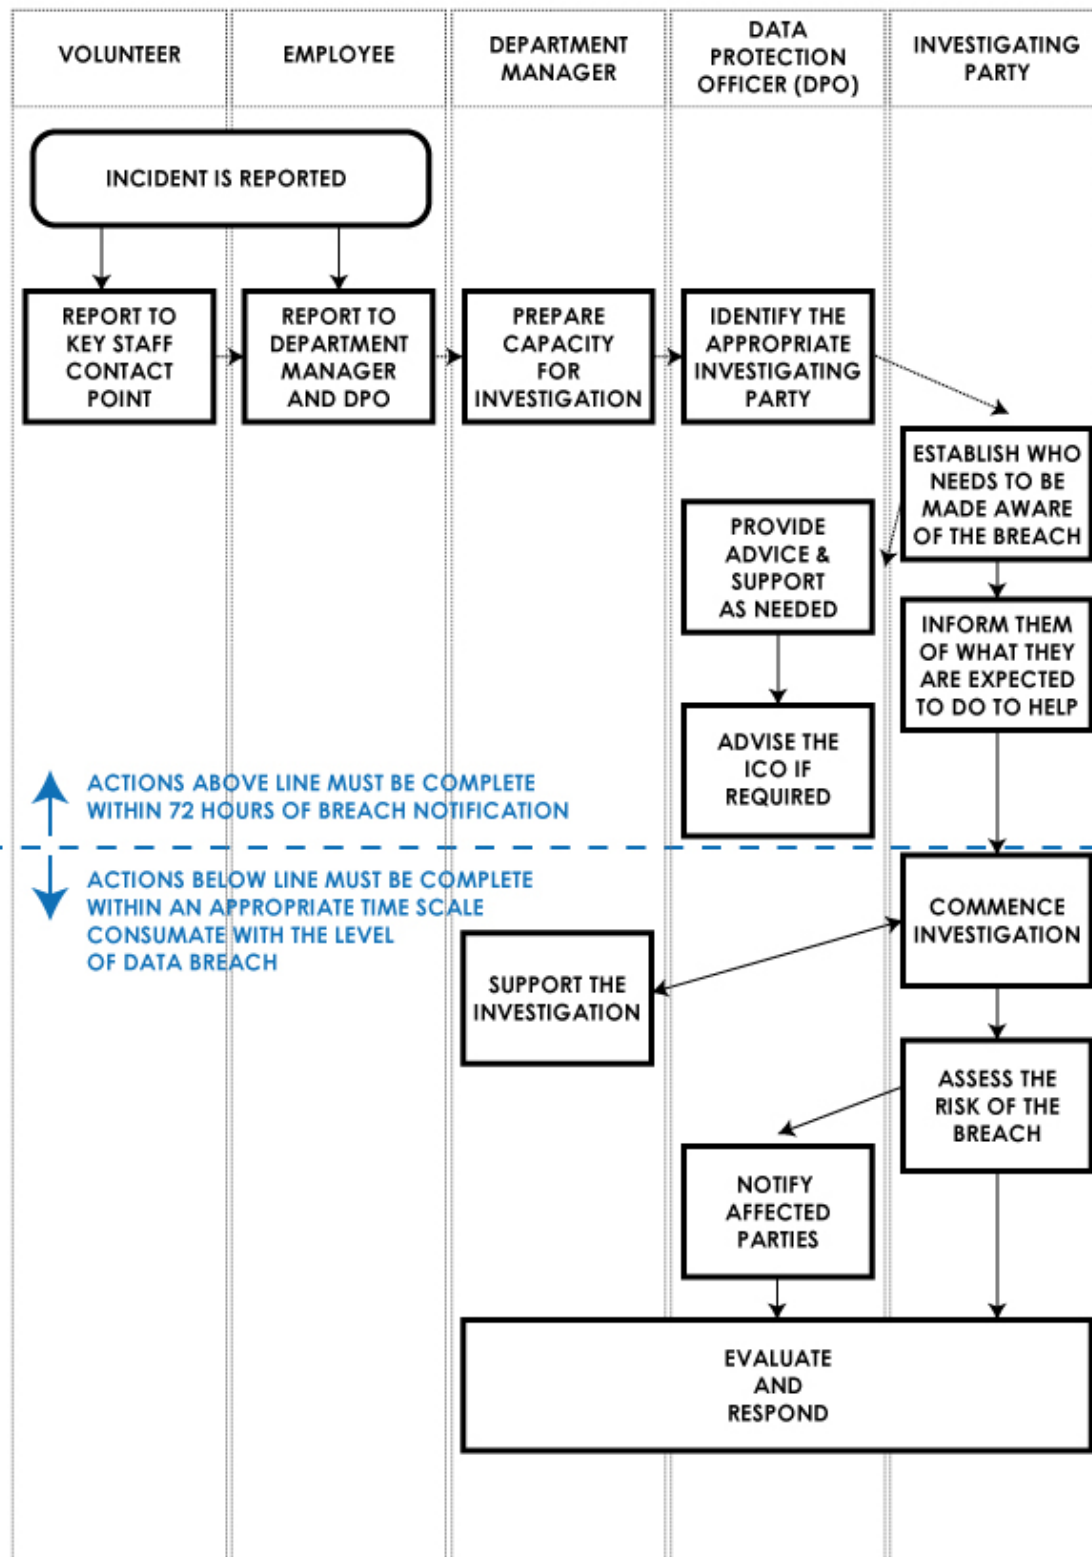 VOLUNTEER
EMPLOYEE
DEPARTMENT
MANAGER
DATA
PROTECTION
OFFICER (DPO)
INVESTIGATING
PARTY
INCIDENT IS REPORTED
REPORT TO
KEY STAFF
CONTACT
POINT
REPORT TO
DEPARTMENT
MANAGER
AND DPO
PREPARE
CAPACITY
FOR
INVESTIGATION
IDENTIFY THE
APPROPRIATE
INVESTIGATING
PARTY
ESTABLISH WHO
NEEDS TO BE
MADE AWARE
OF THE BREACH
PROVIDE
ADVICE &
SUPPORT
AS NEEDED
INFORM THEM
OF WHAT THEY
ARE EXPECTED
TO DO TO HELP
ADVISE THE
ICO IF
REQUIRED
ACTIONS ABOVE LINE MUST BE COMPLETE
WITHIN 72 HOURS OF BREACH NOTIFICATION
ACTIONS BELOW LINE MUST BE COMPLETE
WITHIN AN APPROPRIATE TIME SCALE
CONSUMATE WITH THE LEVEL
OF DATA BREACH
COMMENCE
INVESTIGATION
SUPPORT THE
INVESTIGATION
ASSESS THE
RISK OF THE
BREACH
NOTIFY
AFFECTED
PARTIES
EVALUATE
AND
RESPOND